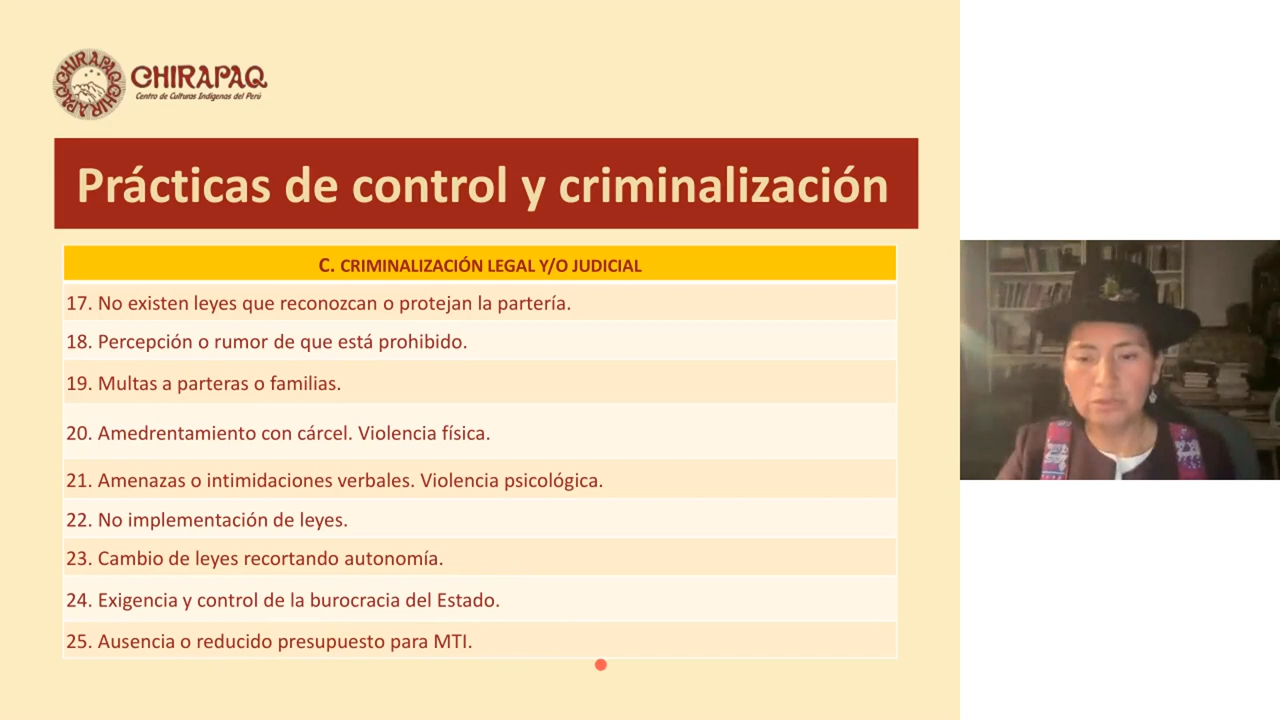 CHIRAPAQ CHIRAPAQ
CHIRAPAQ
Centro de Culturas Indígenas del Perú
Prácticas de control y criminalización
C. CRIMINALIZACIÓN LEGAL Y/O JUDICIAL
17. No existen leyes que reconozcan o protejan la partería.
18. Percepción o rumor de que está prohibido.
19. Multas a parteras o familias.
20. Amedrentamiento con cárcel. Violencia física.
21. Amenazas o intimidaciones verbales. Violencia psicológica.
22. No implementación de leyes.
23. Cambio de leyes recortando autonomía.
24. Exigencia y control de la burocracia del Estado.
25. Ausencia o reducido presupuesto para MTI.